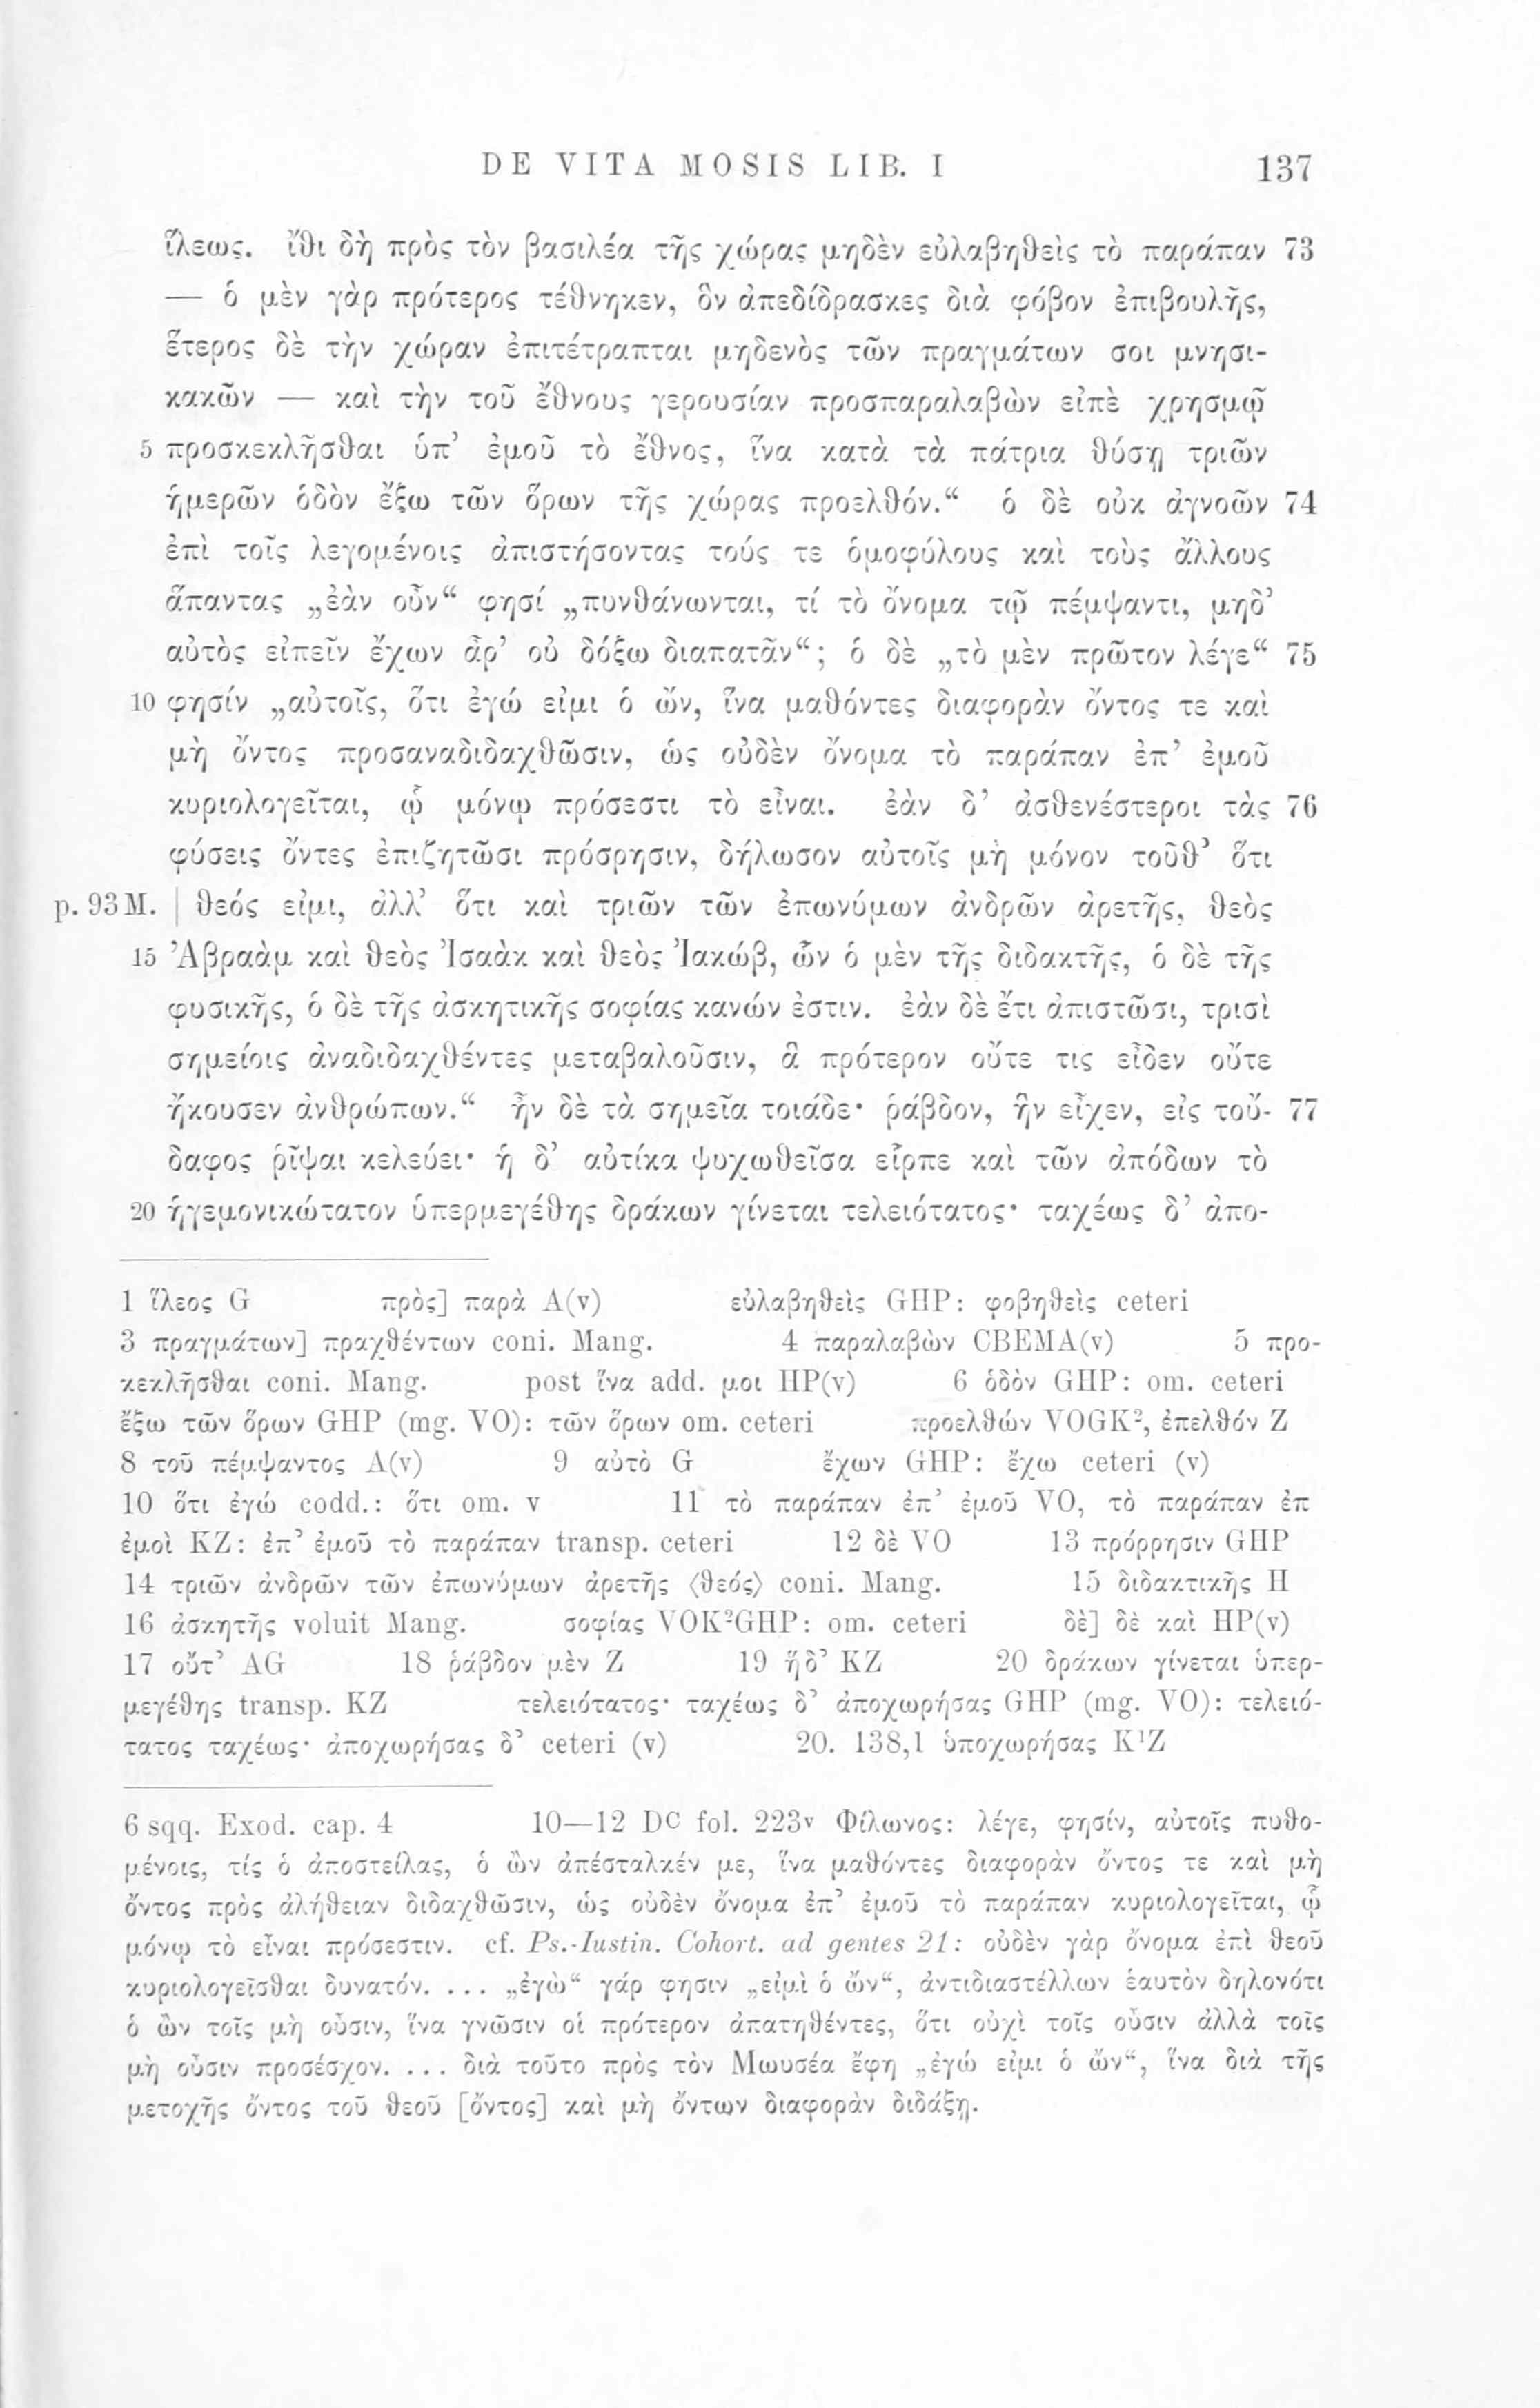 DE VITA MOSIS LIB. I 137
ἵλεως. ἴθι δὴ πρὸς τὸν βασιλέα τῆς χώρας μηδὲν εὐλαβηθεὶς τὸ παράπαν 73
— ὁ μὲν γὰρ πρότερος τέθνηκεν, ὃν ἀπεδίδρασκες διὰ φόβον ἐπιβουλῆς,
ἕτερος δὲ τὴν χώραν ἐπιτέτραπται μηδενὸς τῶν πραγμάτων σοι μνησι-
κακῶν — καὶ τὴν τοῦ ἔθνους γερουσίαν προσπαραλαβὼν εἰπὲ χρησμῷ
5 προσκεκλῆσθαι ὑπ’ ἐμοῦ τὸ ἔθνος, ἵνα κατὰ τὰ πάτρια θύσῃ τριῶν
ἡμερῶν ὁδὸν ἔξω τῶν ὅρων τῆς χώρας προελθόν.“ ὁ δὲ οὐκ ἀγνοῶν 74
ἐπὶ τοῖς λεγομένοις ἀπιστήσοντας τούς τε ὁμοφύλους καὶ τοὺς ἄλλους
ἅπαντας „ἐὰν οὖν“ φησί „πυνθάνωνται, τί τὸ ὄνομα τῷ πέμψαντι, μηδ’
αὐτὸς εἰπεῖν ἔχων ἆρ’ οὐ δόξω διαπατᾶν“; ὁ δὲ „τὸ μὲν πρῶτον λέγε“ 75
10 φησίν „αὐτοῖς, ὅτι ἐγώ εἰμι ὁ ὤν, ἵνα μαθόντες διαφορὰν ὄντος τε καὶ
μὴ ὄντος προσαναδιδαχθῶσιν, ὡς οὐδὲν ὄνομα τὸ παράπαν ἐπ’ ἐμοῦ
κυριολογεῖται, ᾧ μόνῳ πρόσεστι τὸ εἶναι. ἐὰν δ’ ἀσθενέστεροι τὰς 76
φύσεις ὄντες ἐπιζητῶσι πρόσρησιν, δήλωσον αὐτοῖς μὴ μόνον τοῦθ’ ὅτι
p. 93 M. | θεός εἰμι, ἀλλ’ ὅτι καὶ τριῶν τῶν ἐπωνύμων ἀνδρῶν ἀρετῆς, θεὸς
15 Ἀβραὰμ καὶ θεὸς Ἰσαὰκ καὶ θεὸς Ἰακώβ, ὧν ὁ μὲν τῆς διδακτῆς, ὁ δὲ τῆς
φυσικῆς, ὁ δὲ τῆς ἀσκητικῆς σοφίας κανών ἐστιν. ἐὰν δὲ ἔτι ἀπιστῶσι, τρισὶ
σημείοις ἀναδιδαχθέντες μεταβαλοῦσιν, ἃ πρότερον οὔτε τις εἶδεν οὔτε
ἤκουσεν ἀνθρώπων.“ ἦν δὲ τὰ σημεῖα τοιάδε· ῥάβδον, ἣν εἶχεν, εἰς τοὔ- 77
δαφος ῥῖψαι κελεύει· ἡ δ’ αὐτίκα ψυχωθεῖσα εἷρπε καὶ τῶν ἀπόδων τὸ
20 ἡγεμονικώτατον ὑπερμεγέθης δράκων γίνεται τελειότατος· ταχέως δ’ ἀπο-
1 ἵλεος G πρὸς] παρὰ A(v) εὐλαβηθεὶς GHP: φοβηθεὶς ceteri
3 πραγμάτων] πραχθέντων coni. Mang. 4 παραλαβὼν CBEMA(v) 5 προ-
κεκλῆσθαι coni. Mang. post ἵνα add. μοι HP(v) 6 ὁδὸν GHP: om. ceteri
ἔξω τῶν ὅρων GHP (mg. VO): τῶν ὅρων om. ceteri προελθών VOGK², ἐπελθόν Z
8 τοῦ πέμψαντος A(v) 9 αὐτὸ G ἔχων GHP: ἔχω ceteri (v)
10 ὅτι ἐγώ codd.: ὅτι om. v 11 τὸ παράπαν ἐπ’ ἐμοῦ VO, τὸ παράπαν ἐπ
ἐμοὶ KZ: ἐπ’ ἐμοῦ τὸ παράπαν transp. ceteri 12 δὲ VO 13 πρόρρησιν GHP
14 τριῶν ἀνδρῶν τῶν ἐπωνύμων ἀρετῆς ⟨θεός⟩ coni. Mang. 15 διδακτικῆς H
16 ἀσκητῆς voluit Mang. σοφίας VOK²GHP: om. ceteri δὲ] δὲ καὶ HP(v)
17 οὔτ’ AG 18 ῥάβδον μὲν Z 19 ἥδ’ KZ 20 δράκων γίνεται ὑπερ-
μεγέθης transp. KZ τελειότατος· ταχέως δ’ ἀποχωρήσας GHP (mg. VO): τελειό-
τατος ταχέως· ἀποχωρήσας δ’ ceteri (v) 20. 138,1 ὑποχωρήσας K¹Z
6 sqq. Exod. cap. 4 10—12 Dᶜ fol. 223ᵛ Φίλωνος: λέγε, φησίν, αὐτοῖς πυθο-
μένοις, τίς ὁ ἀποστείλας, ὁ ὢν ἀπέσταλκέν με, ἵνα μαθόντες διαφορὰν ὄντος τε καὶ μὴ
ὄντος πρὸς ἀλήθειαν διδαχθῶσιν, ὡς οὐδὲν ὄνομα ἐπ’ ἐμοῦ τὸ παράπαν κυριολογεῖται, ᾧ
μόνῳ τὸ εἶναι πρόσεστιν. cf. Ps.-Iustin. Cohort. ad gentes 21: οὐδὲν γὰρ ὄνομα ἐπὶ θεοῦ
κυριολογεῖσθαι δυνατόν. ... „ἐγὼ“ γάρ φησιν „εἰμὶ ὁ ὤν“, ἀντιδιαστέλλων ἑαυτὸν δηλονότι
ὁ ὢν τοῖς μὴ οὖσιν, ἵνα γνῶσιν οἱ πρότερον ἀπατηθέντες, ὅτι οὐχὶ τοῖς οὖσιν ἀλλὰ τοῖς
μὴ οὖσιν προσέσχον. ... διὰ τοῦτο πρὸς τὸν Μωυσέα ἔφη „ἐγώ εἰμι ὁ ὤν“, ἵνα διὰ τῆς
μετοχῆς ὄντος τοῦ θεοῦ [ὄντος] καὶ μὴ ὄντων διαφορὰν διδάξῃ.